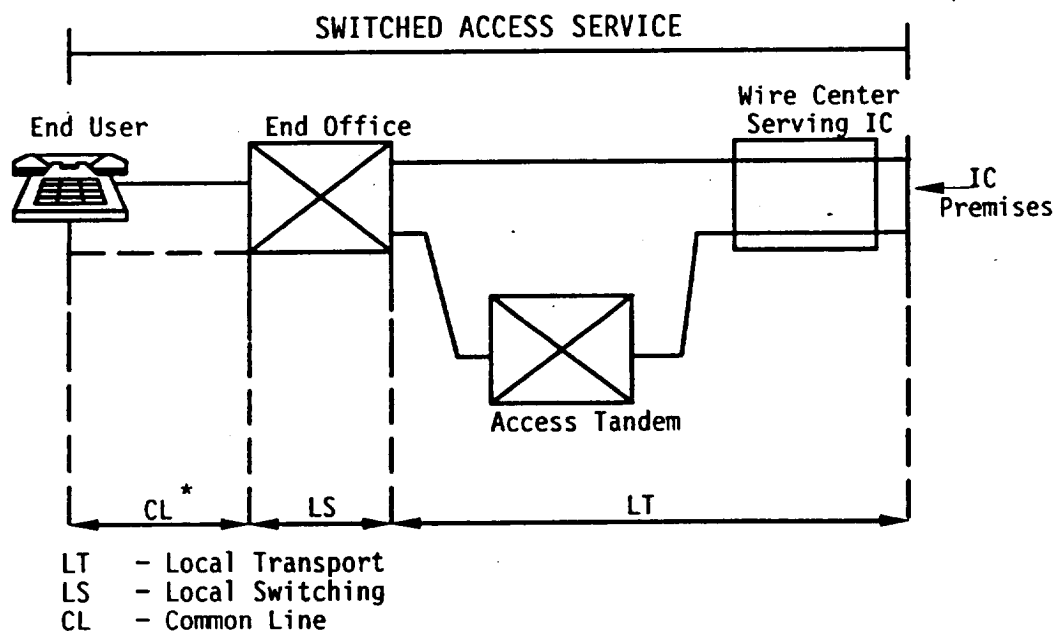 SWITCHED ACCESS SERVICE
End User
End Office
Wire Center
Serving IC
IC
Premises
Access Tandem
CL*
LS
LT
LT - Local Transport
LS - Local Switching
CL - Common Line